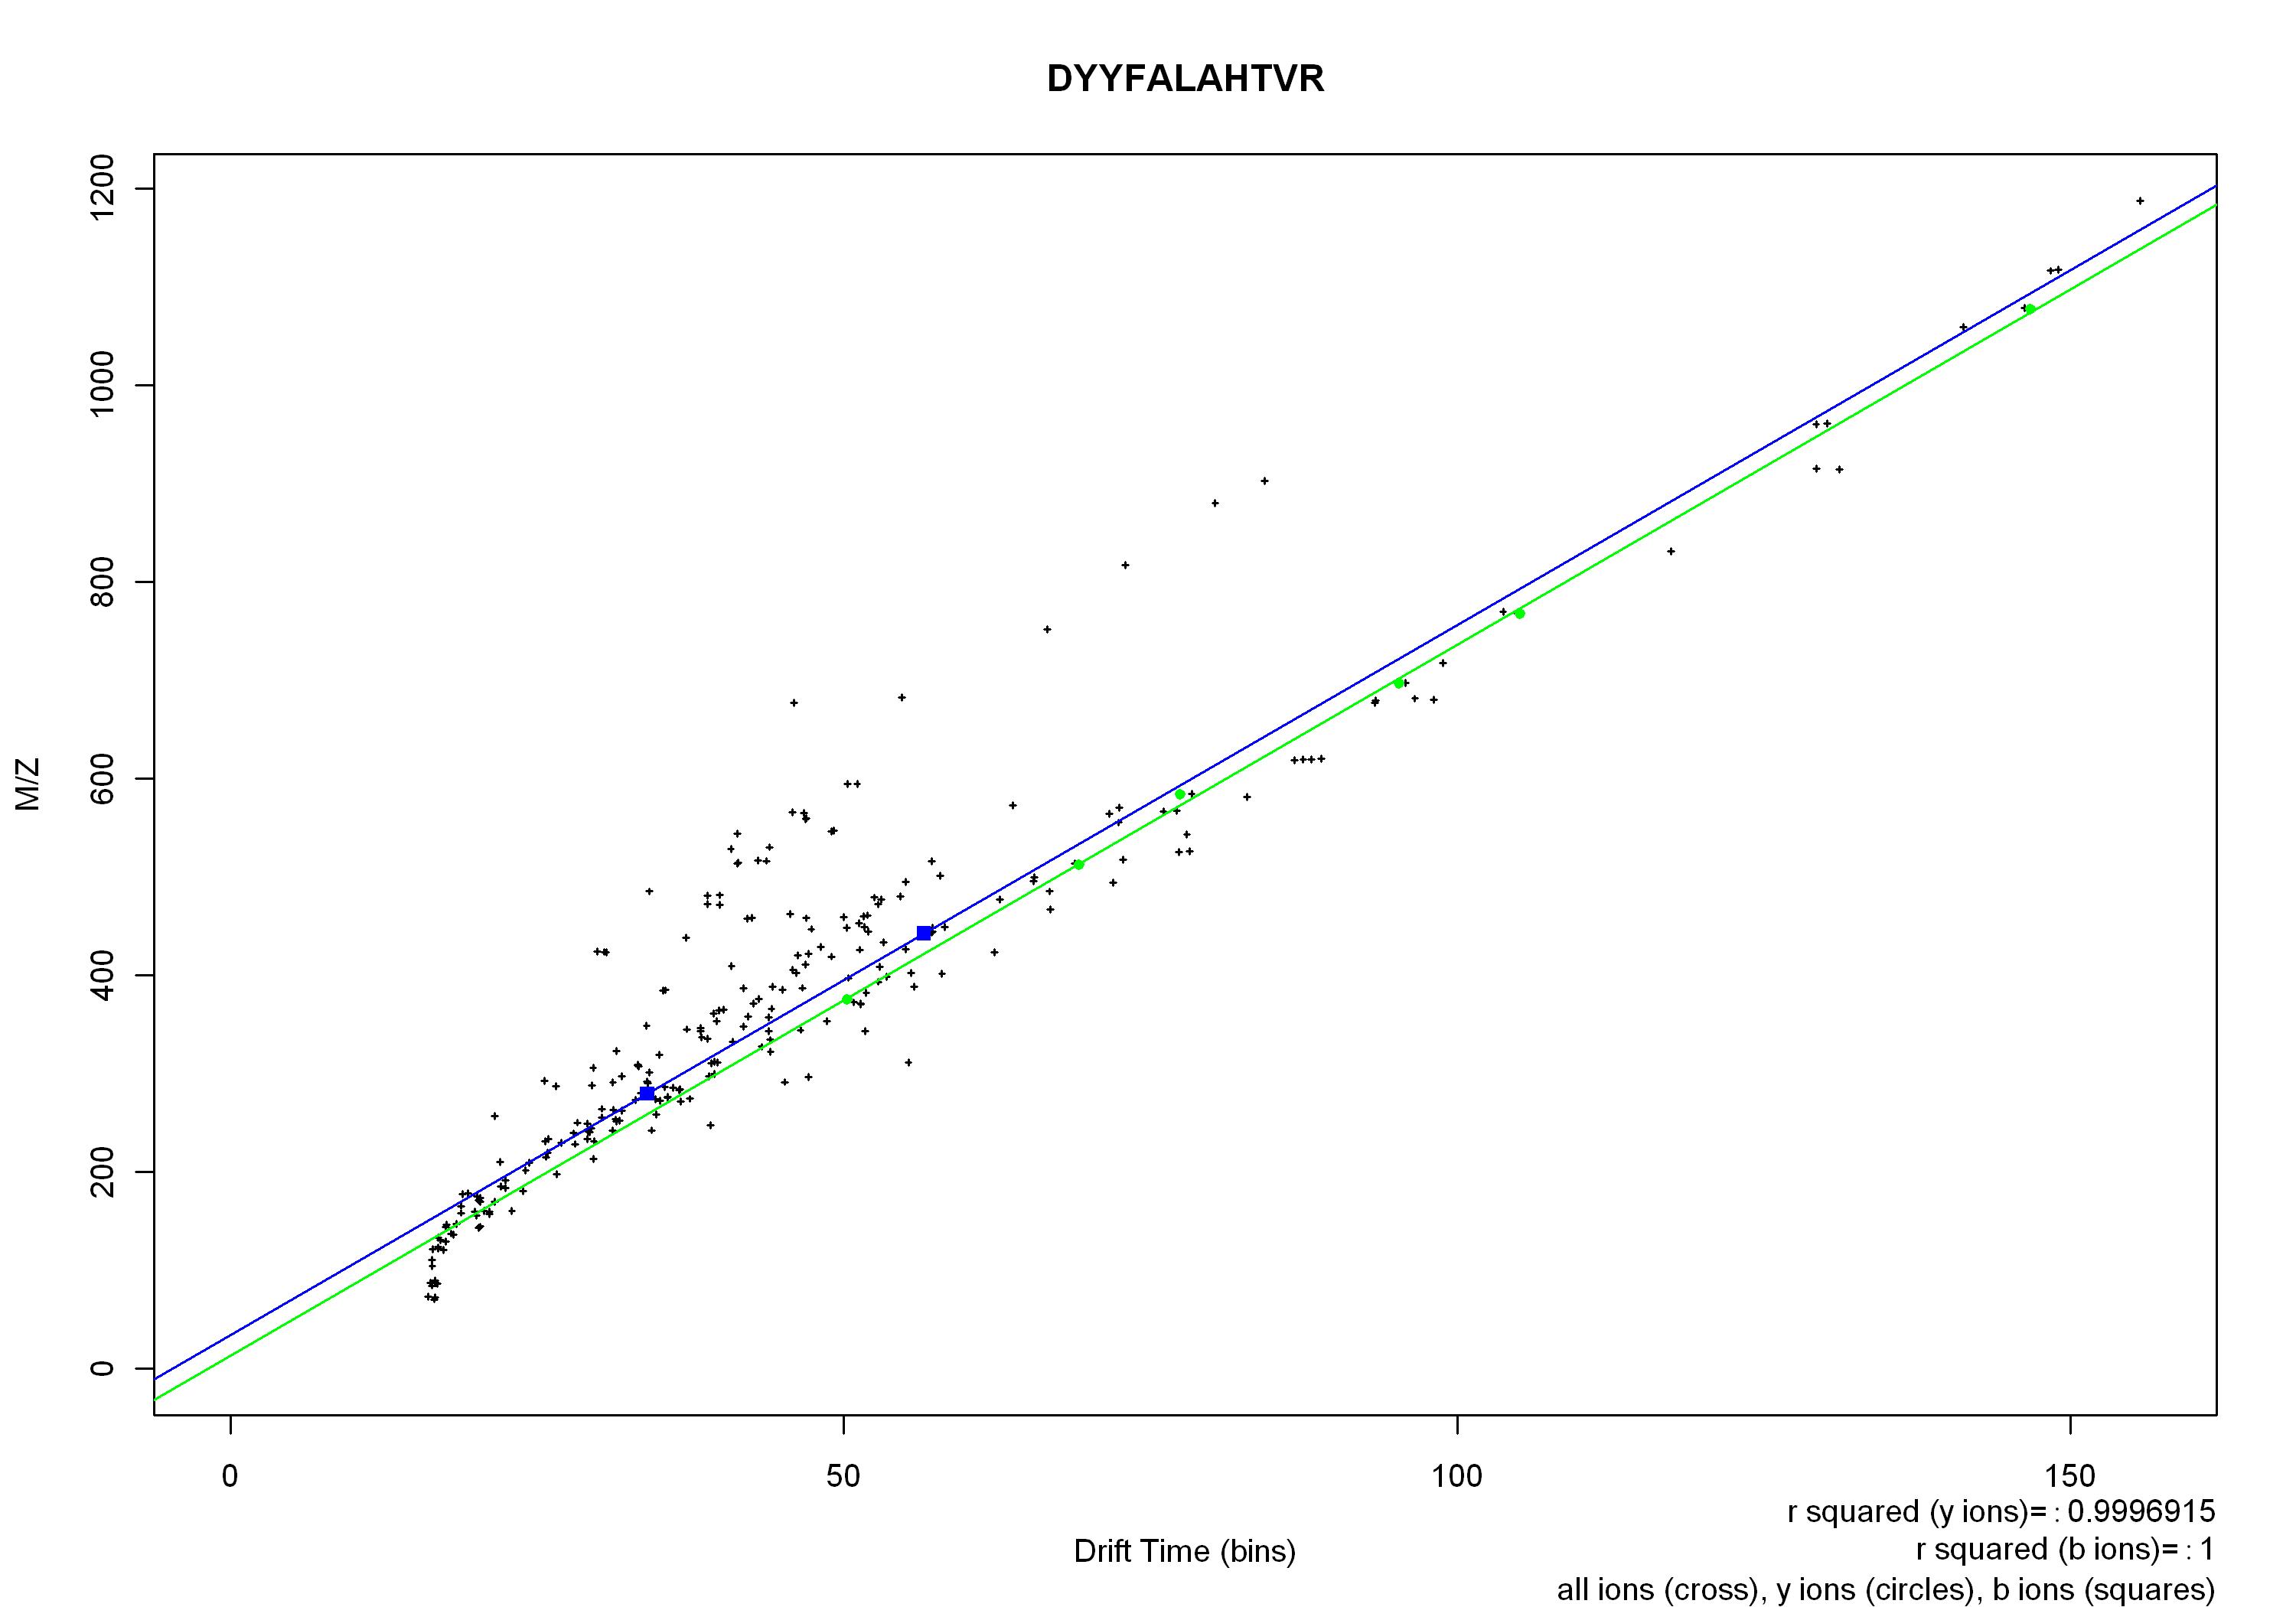 DYYFALAHTVR
1200
1000
800
600
400
200
0
M/Z
0 50 100 150
Drift Time (bins)
r squared (y ions)= : 0.9996915
r squared (b ions)= : 1
all ions (cross), y ions (circles), b ions (squares)